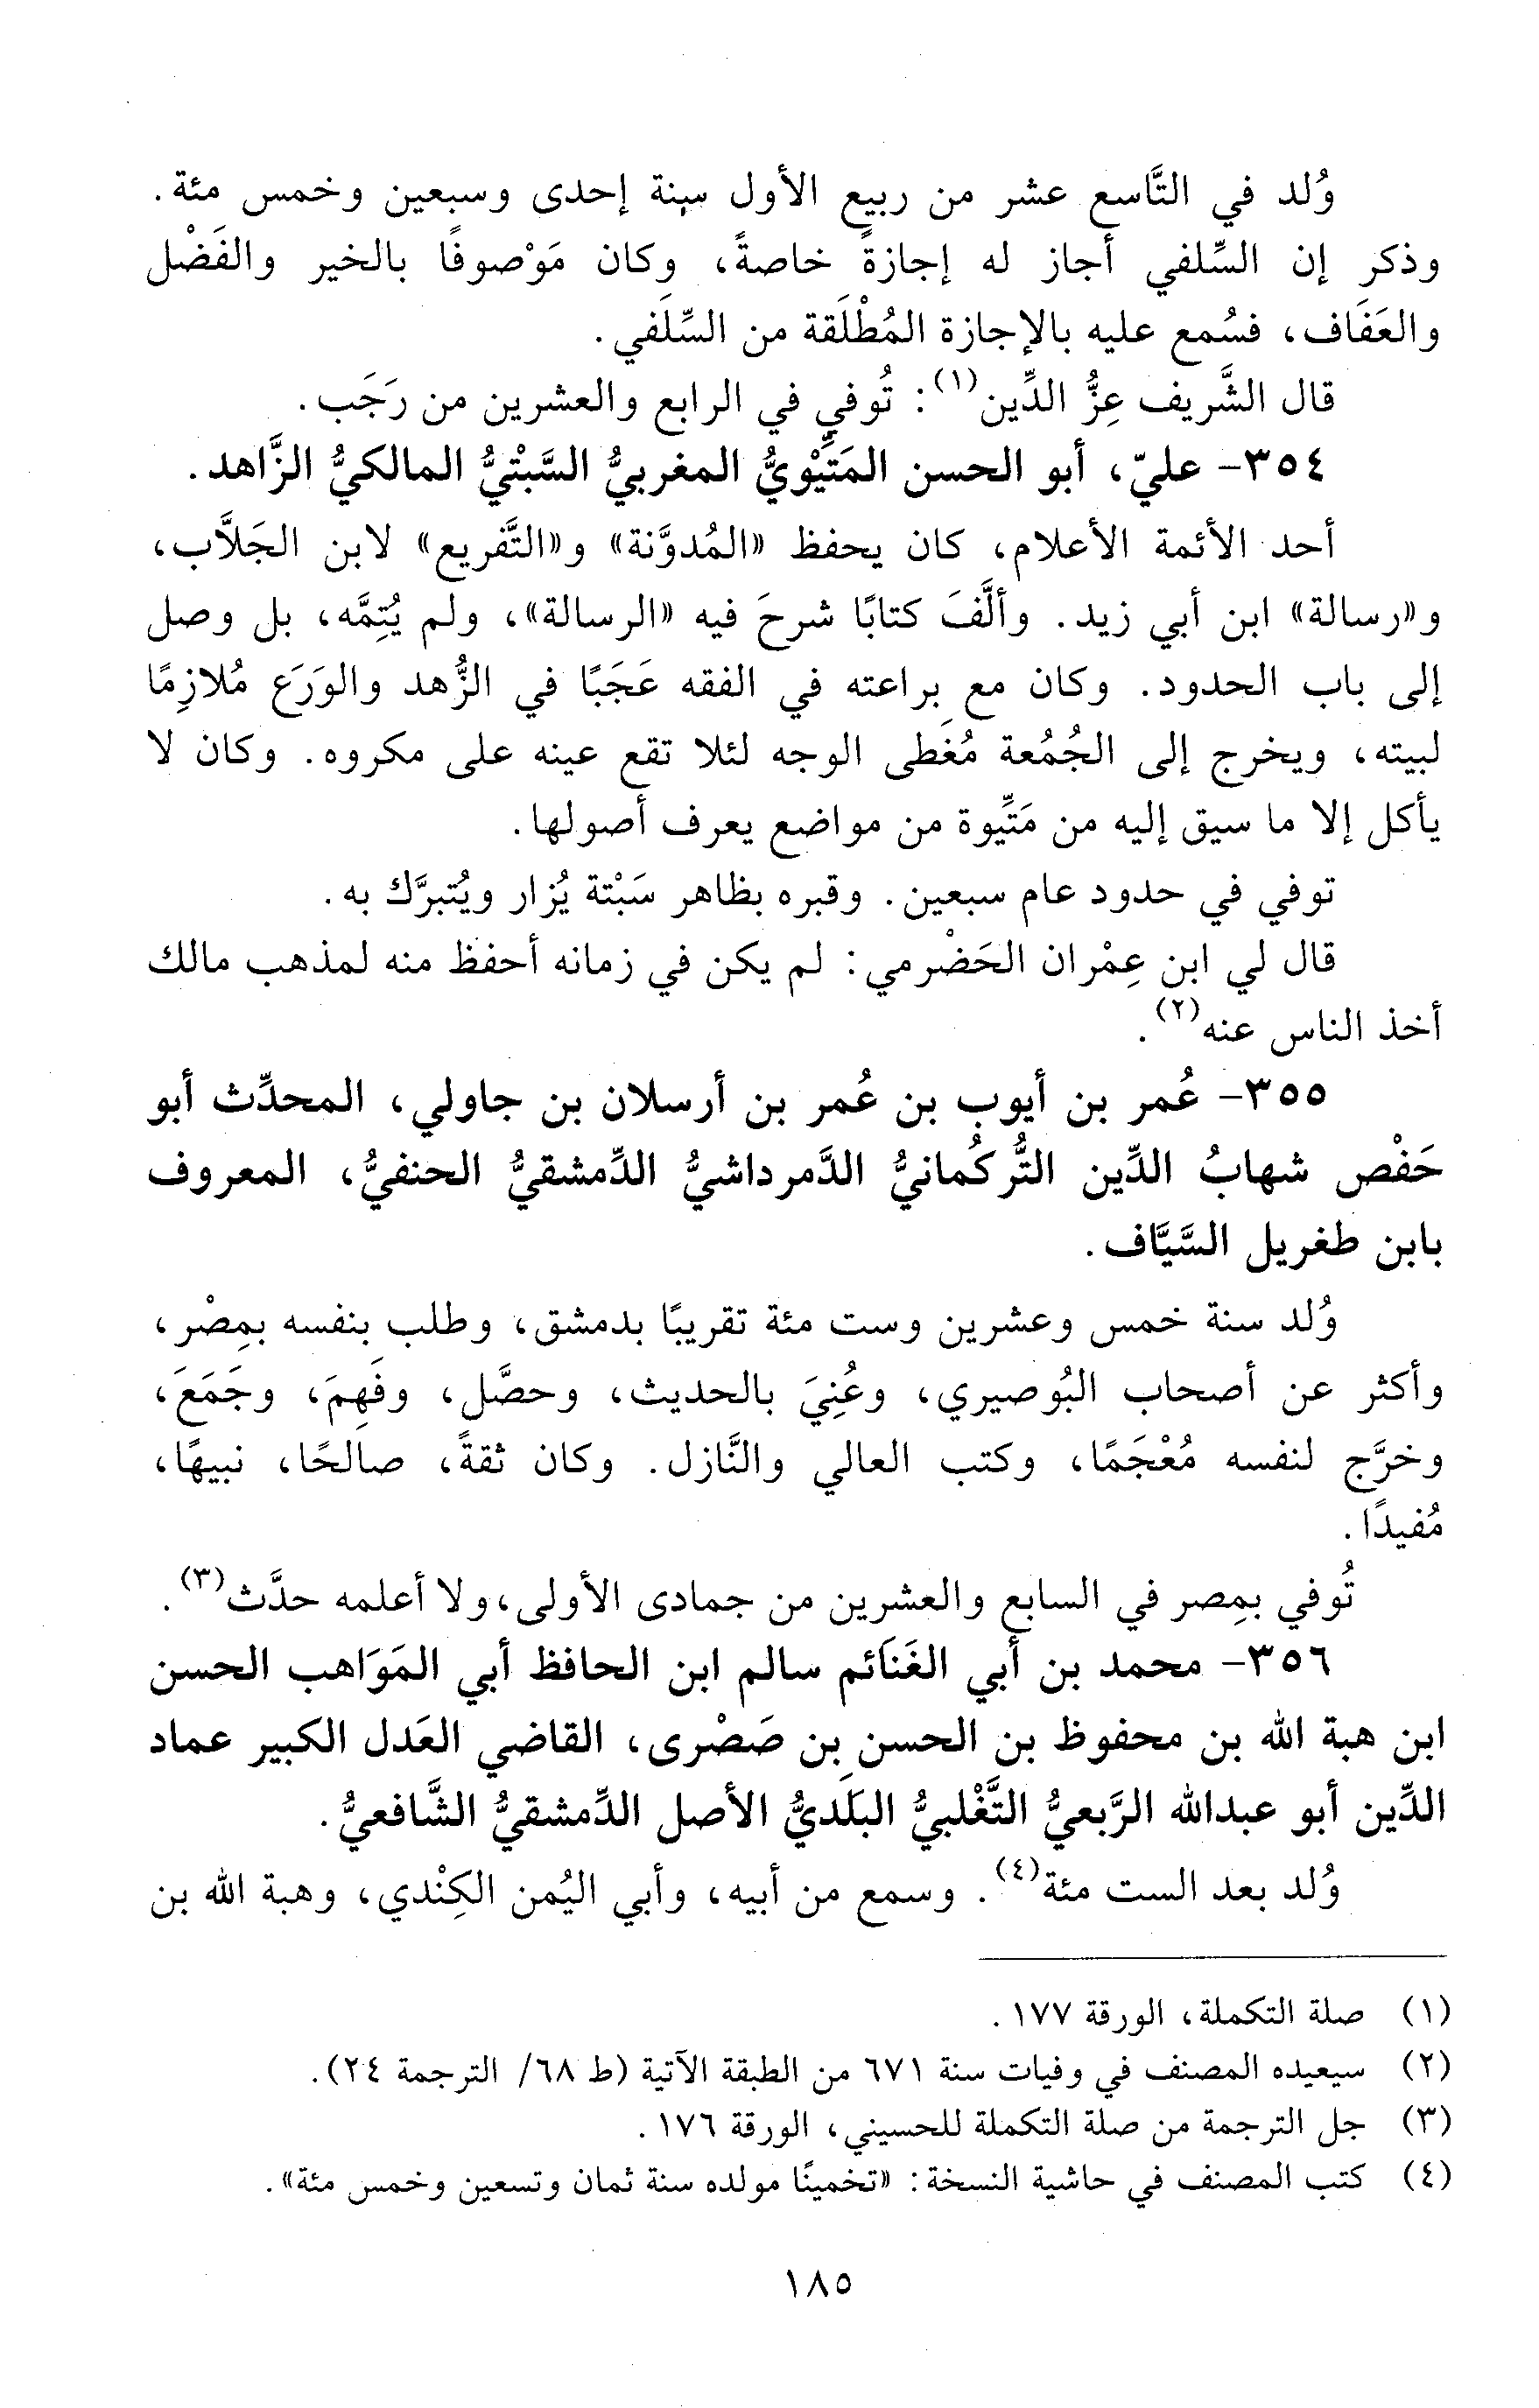 وُلد في التَّاسع عشر من ربيع الأول سنة إحدى وسبعين وخمس مئة.
وذكر إن السِّلفي أجاز له إجازةً خاصةً، وكان مَوْصوفًا بالخير والفَضْل
والعَفَاف، فسُمع عليه بالإجازة المُطْلَقة من السِّلَفي.
قال الشَّريف عِزُّ الدِّين(١): تُوفي في الرابع والعشرين من رَجَب.
٣٥٤- عليّ، أبو الحسن المَتِّيْويُّ المغربيُّ السَّبْتيُّ المالكيُّ الزَّاهد.
أحد الأئمة الأعلام، كان يحفظ «المُدوَّنة» و«التَّفريع» لابن الجَلاَّب،
و«رسالة» ابن أبي زيد. وألَّفَ كتابًا شرحَ فيه «الرسالة»، ولم يُتِمَّه، بل وصل
إلى باب الحدود. وكان مع بِراعته في الفقه عَجَبًا في الزُّهد والوَرَع مُلازِمًا
لبيته، ويخرج إلى الجُمُعة مُغَطى الوجه لئلا تقع عينه على مكروه. وكان لا
يأكل إلا ما سيق إليه من مَتِّيوة من مواضع يعرف أصولها.
توفي في حدود عام سبعين. وقبره بظاهر سَبْتة يُزار ويُتبرَّك به.
قال لي ابن عِمْران الحَضْرمي: لم يكن في زمانه أحفظ منه لمذهب مالك
أخذ الناس عنه(٢).
٣٥٥- عُمر بن أيوب بن عُمر بن أرسلان بن جاولي، المحدِّث أبو
حَفْص شهابُ الدِّين التُّركُمانيُّ الدَّمرداشيُّ الدِّمشقيُّ الحنفيُّ، المعروف
بابن طغريل السَّيَّاف.
وُلد سنة خمس وعشرين وست مئة تقريبًا بدمشق، وطلب بنفسه بمِصْر،
وأكثر عن أصحاب البُوصيري، وعُنِيَ بالحديث، وحصَّل، وفَهِمَ، وجَمَعَ،
وخرَّج لنفسه مُعْجَمًا، وكتب العالي والنَّازل. وكان ثقةً، صالحًا، نبيهًا،
مُفيدًا.
تُوفي بمِصر في السابع والعشرين من جمادى الأولى،ولا أعلمه حدَّث(٣).
٣٥٦- محمد بن أبي الغَنَائم سالم ابن الحافظ أبي المَوَاهب الحسن
ابن هبة الله بن محفوظ بن الحسن بن صَصْرى، القاضي العَدل الكبير عماد
الدِّين أبو عبدالله الرَّبعيُّ التَّغْلبيُّ البلَديُّ الأصل الدِّمشقيُّ الشَّافعيُّ.
وُلد بعد الست مئة(٤). وسمع من أبيه، وأبي اليُمن الكِنْدي، وهبة الله بن
(١) صلة التكملة، الورقة ١٧٧.
(٢) سيعيده المصنف في وفيات سنة ٦٧١ من الطبقة الآتية (ط ٦٨/ الترجمة ٢٤).
(٣) جل الترجمة من صلة التكملة للحسيني، الورقة ١٧٦.
(٤) كتب المصنف في حاشية النسخة: «تخمينًا مولده سنة ثمان وتسعين وخمس مئة».
١٨٥